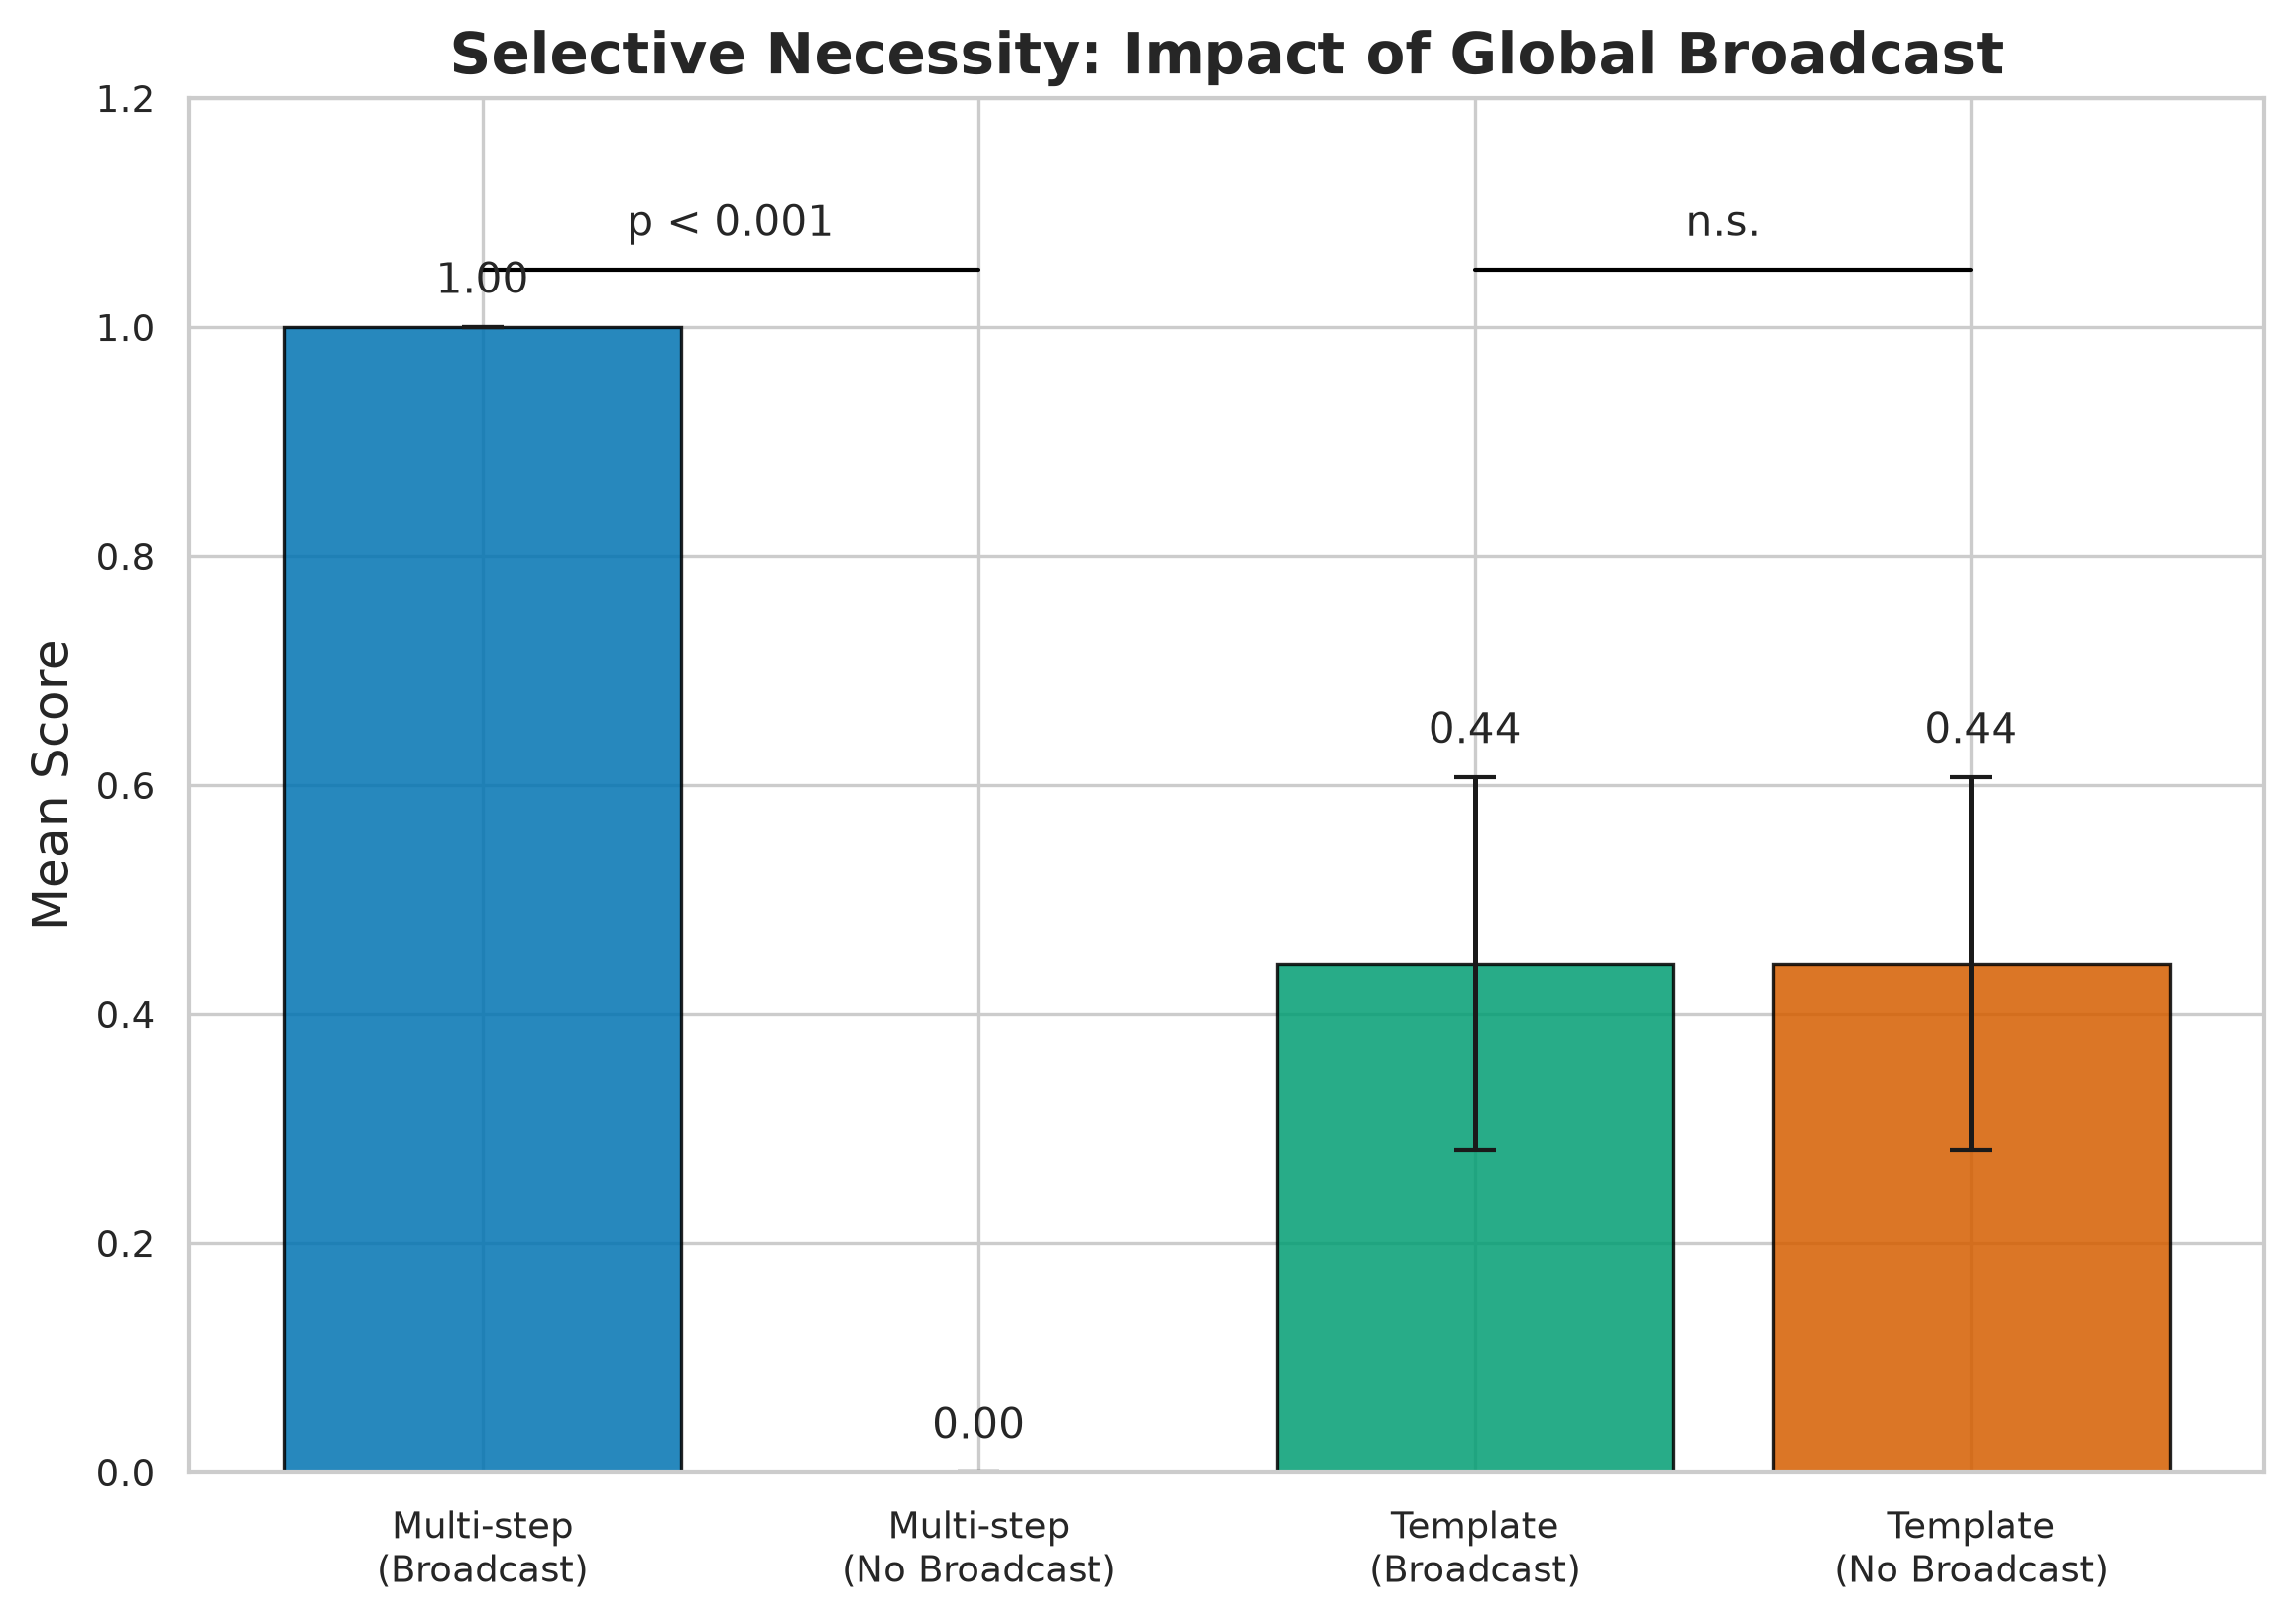 Selective Necessity: Impact of Global Broadcast
Mean Score
1.2
1.0
0.8
0.6
0.4
0.2
0.0
p < 0.001
n.s.
1.00
0.00
0.44
0.44
Multi-step
(Broadcast)
Multi-step
(No Broadcast)
Template
(Broadcast)
Template
(No Broadcast)